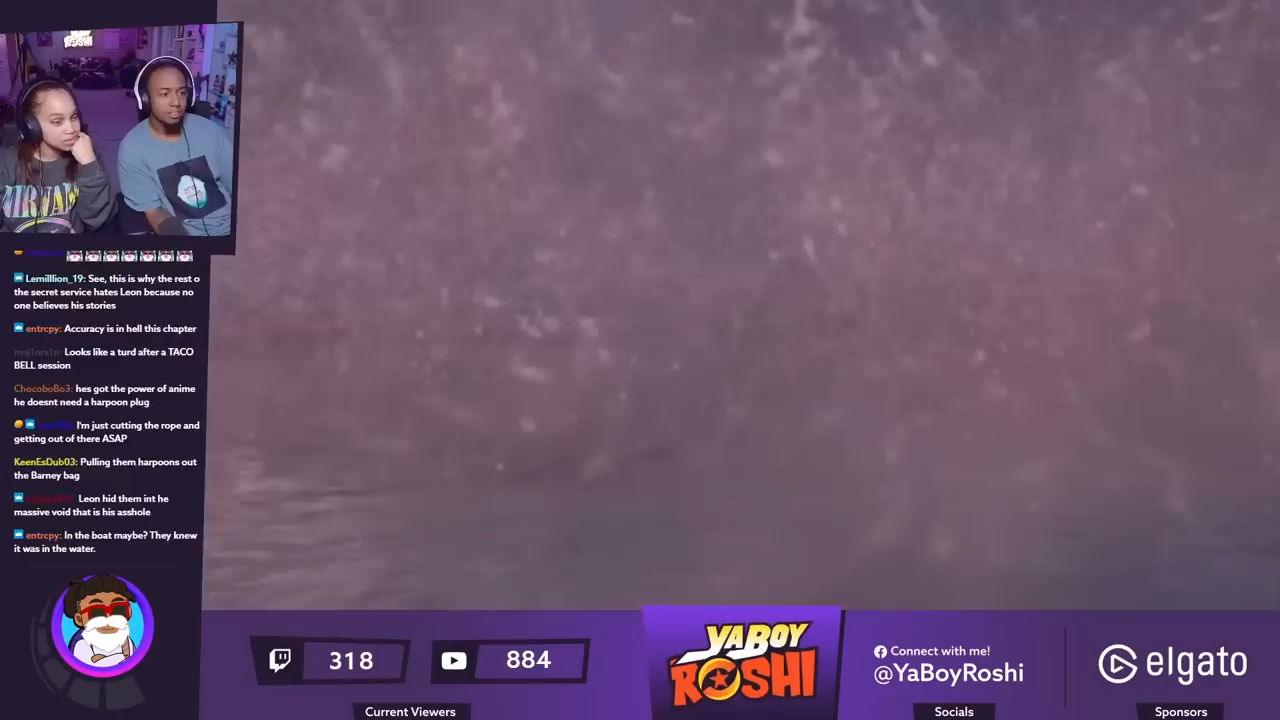 YABOY
ROSHI
NIRVANA
Lemilllion_19: See, this is why the rest o
the secret service hates Leon because no
one believes his stories
entrcpy: Accuracy is in hell this chapter
Looks like a turd after a TACO
BELL session
ChocoboBo3: hes got the power of anime
he doesnt need a harpoon plug
I'm just cutting the rope and
getting out of there ASAP
KeenEsDub03: Pulling them harpoons out
the Barney bag
Leon hid them int he
massive void that is his asshole
entrcpy: In the boat maybe? They knew
it was in the water.
318
884
Current Viewers
YABOY
ROSHI
Connect with me!
@YaBoyRoshi
Socials
elgato
Sponsors